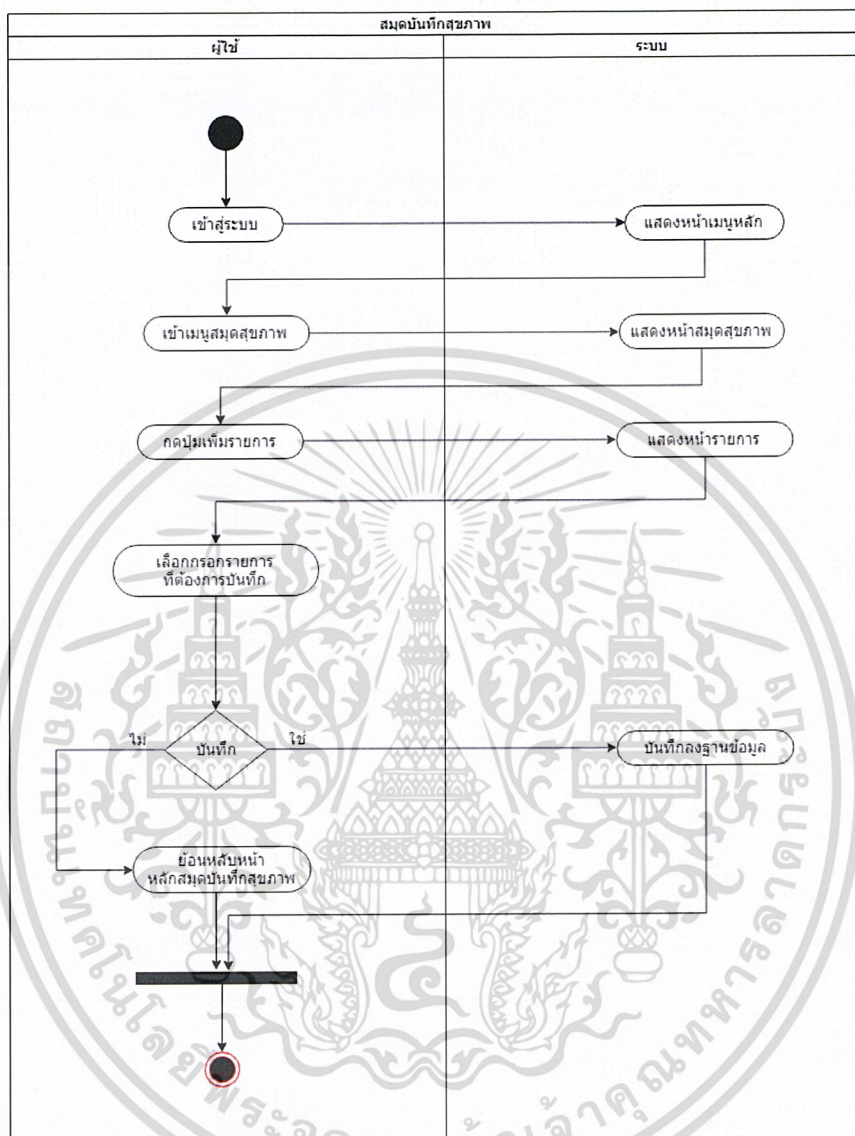 สมุดบันทึกสุขภาพ
ผู้ใช้
ระบบ
เข้าสู่ระบบ
แสดงหน้าเมนูหลัก
เข้าเมนูสมุดสุขภาพ
แสดงหน้าสมุดสุขภาพ
กดปุ่มเพิ่มรายการ
แสดงหน้ารายการ
เลือกกรอกรายการ
ที่ต้องการบันทึก
ไม่
บันทึก
ใช่
บันทึกลงฐานข้อมูล
ย้อนหลับหน้า
หลักสมุดบันทึกสุขภาพ